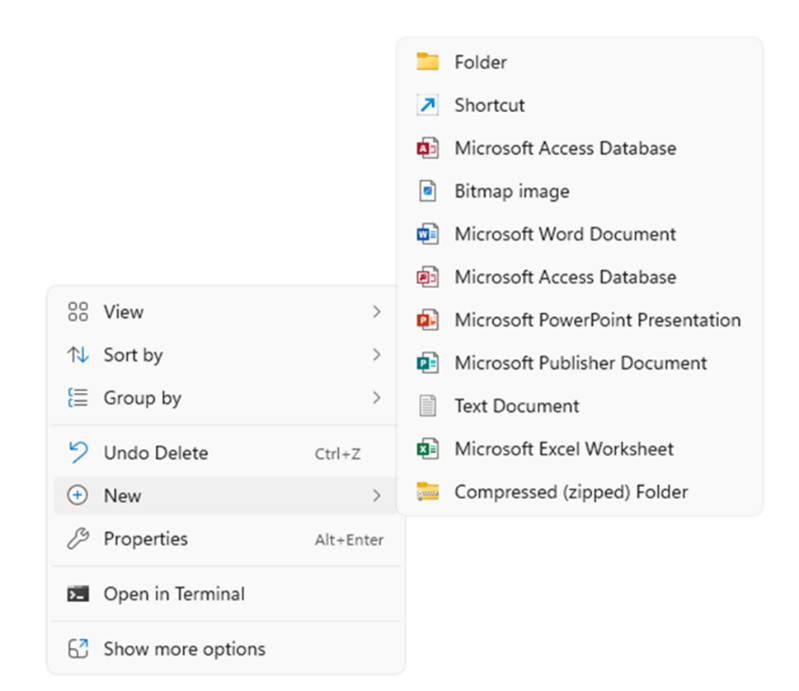 Folder
Shortcut
Microsoft Access Database
Bitmap image
Microsoft Word Document
Microsoft Access Database
Microsoft PowerPoint Presentation
Microsoft Publisher Document
Text Document
Microsoft Excel Worksheet
Compressed (zipped) Folder
View
Sort by
Group by
Undo Delete Ctrl+Z
New
Properties Alt+Enter
Open in Terminal
Show more options